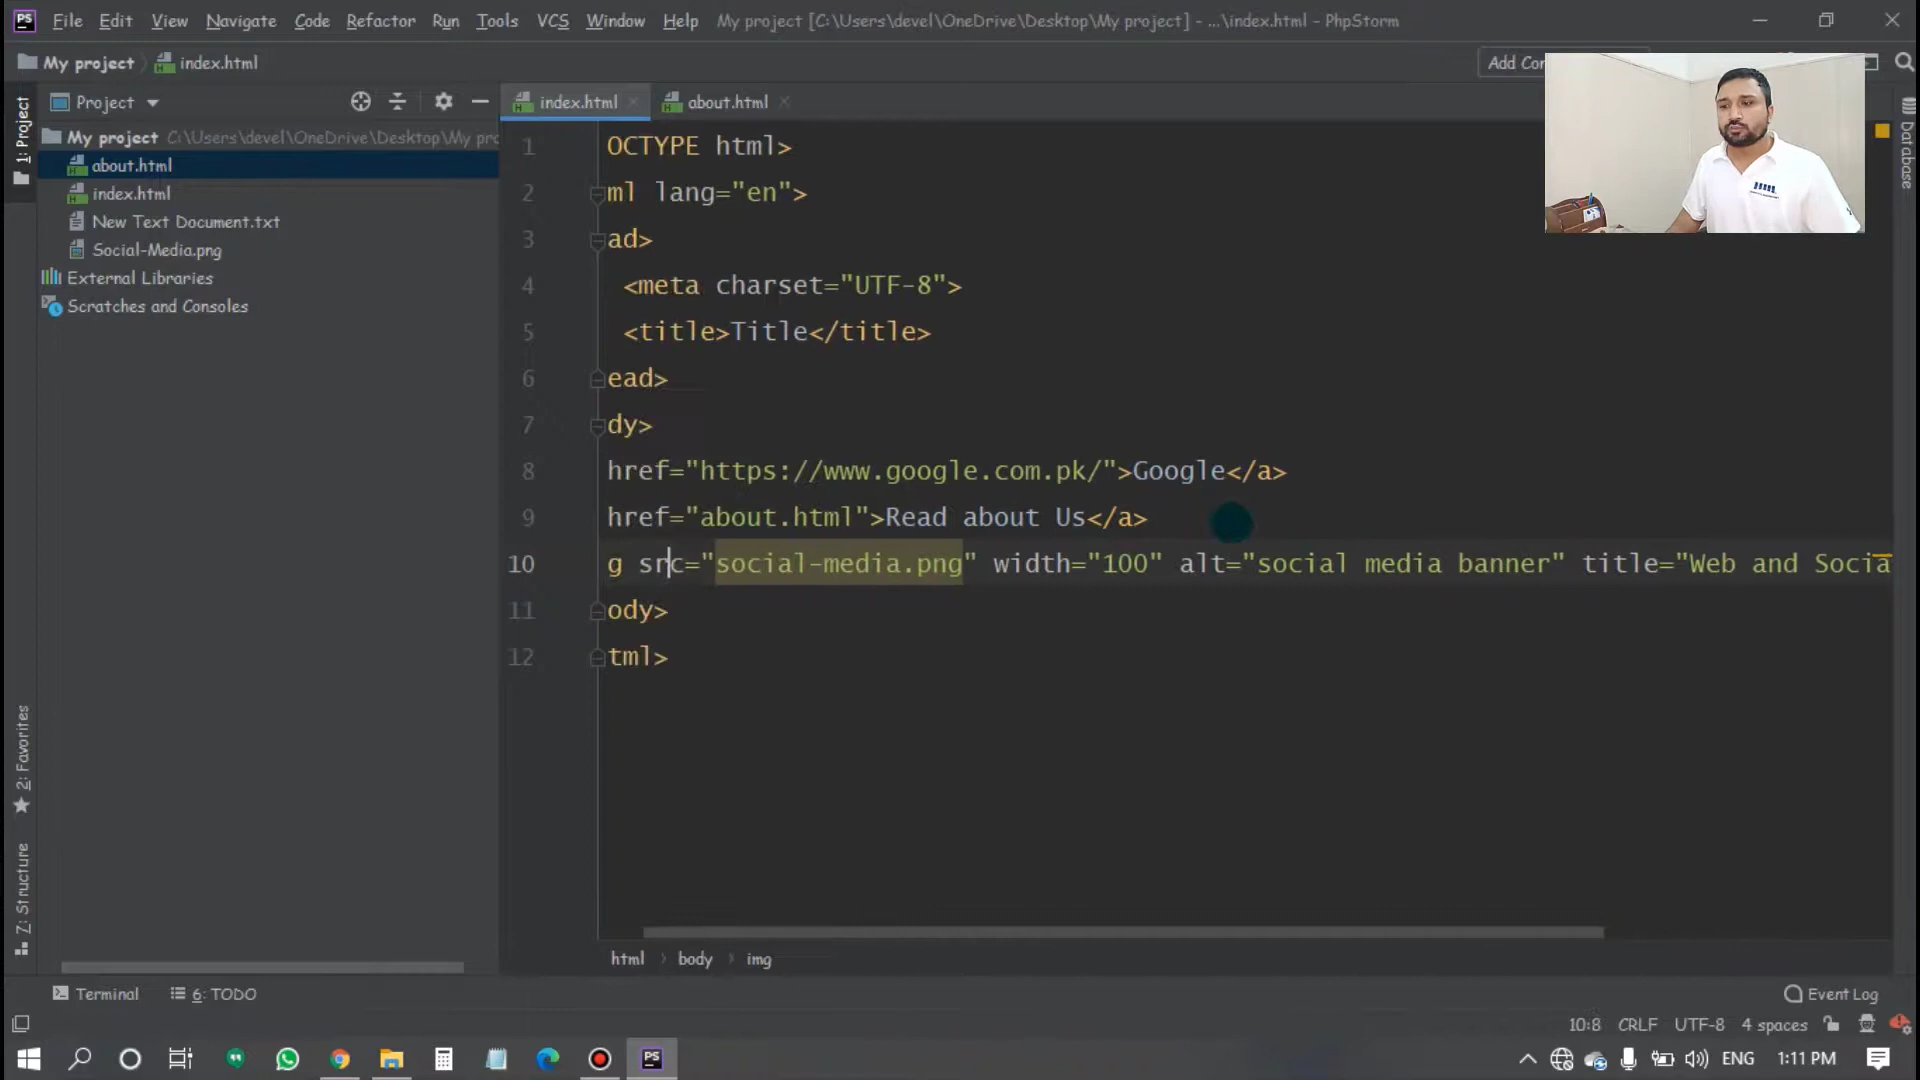 PS File Edit View Navigate Code Refactor Run Tools VCS Window Help My project [C:\Users\devel\OneDrive\Desktop\My project] - ...\index.html - PhpStorm
My project index.html Add Con
1: Project
Project
index.html about.html
My project C:\Users\devel\OneDrive\Desktop\My pro
about.html
index.html
New Text Document.txt
Social-Media.png
External Libraries
Scratches and Consoles
Database
1 OCTYPE html>
2 ml lang="en">
3 ad>
4 <meta charset="UTF-8">
5 <title>Title</title>
6 ead>
7 dy>
8 href="https://www.google.com.pk/">Google</a>
9 href="about.html">Read about Us</a>
10 g src="social-media.png" width="100" alt="social media banner" title="Web and Socia
11 ody>
12 tml>
2: Favorites
Z: Structure
html body img
Terminal 6: TODO Event Log
10:8 CRLF UTF-8 4 spaces
PS ENG 1:11 PM